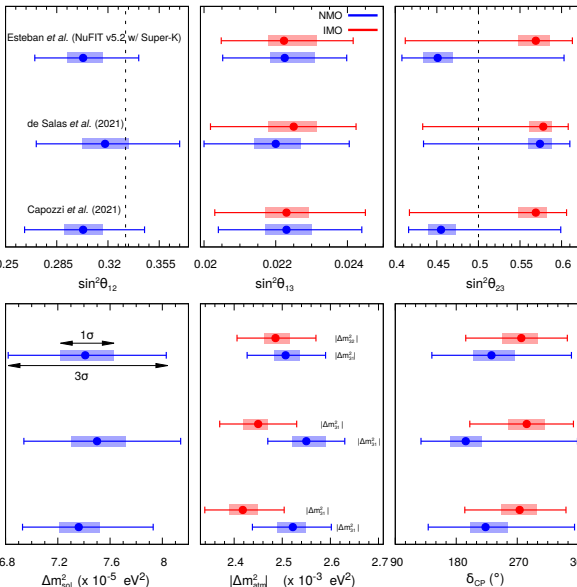 NMO
IMO
Esteban et al. (NuFIT v5.2 w/ Super-K)
de Salas et al. (2021)
Capozzi et al. (2021)
0.25 0.285 0.32 0.355
sin²θ₁₂
0.02 0.022 0.024
sin²θ₁₃
0.4 0.45 0.5 0.55 0.6
sin²θ₂₃
1σ
3σ
|Δm²₃₂|
|Δm²₃₁|
|Δm²₃₁|
|Δm²₃₁|
|Δm²₃₁|
6.8 7.2 7.6 8
Δm²sol (x 10⁻⁵ eV²)
2.4 2.5 2.6 2.7
|Δm²atm| (x 10⁻³ eV²)
90 180 270 3
δCP (°)